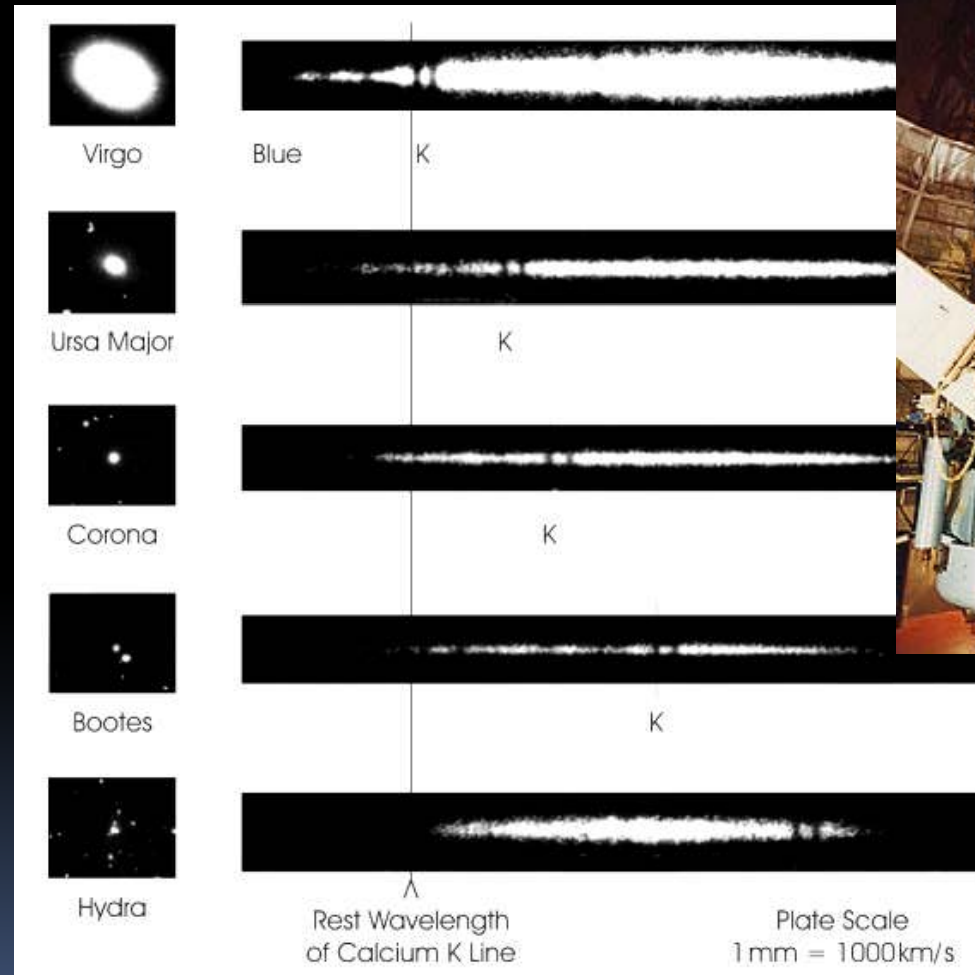 Virgo
Blue
K
Ursa Major
K
Corona
K
Bootes
K
Hydra
Rest Wavelength
of Calcium K Line
Plate Scale
1 mm = 1000 km/s